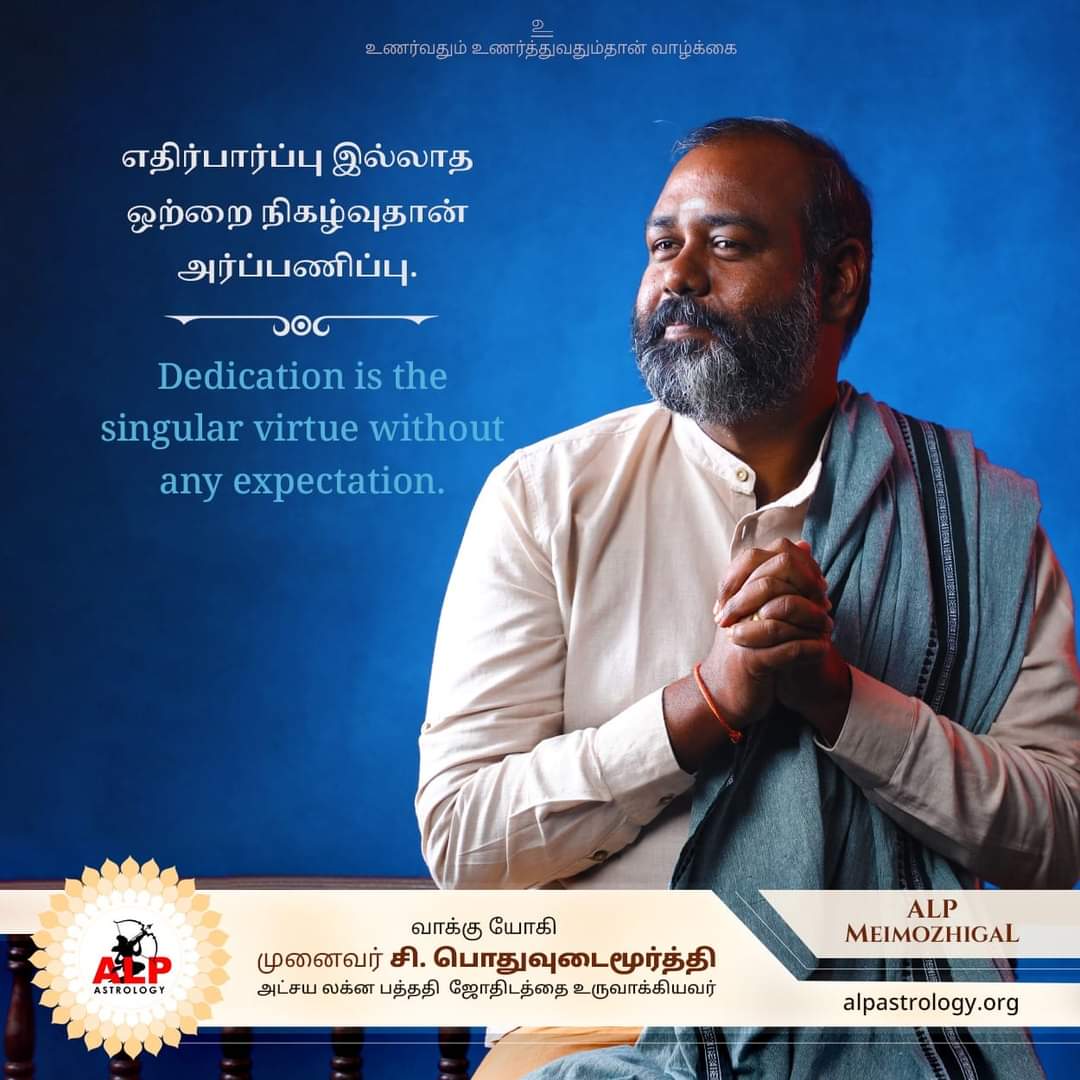 உ
உணர்வதும் உணர்த்துவதும்தான் வாழ்க்கை
எதிர்பார்ப்பு இல்லாத
ஒற்றை நிகழ்வுதான்
அர்ப்பணிப்பு.
Dedication is the
singular virtue without
any expectation.
ALP
ASTROLOGY
வாக்கு யோகி
முனைவர் சி. பொதுவுடைமூர்த்தி
அட்சய லக்ன பத்ததி ஜோதிடத்தை உருவாக்கியவர்
ALP
MEIMOZHIGAL
alpastrology.org